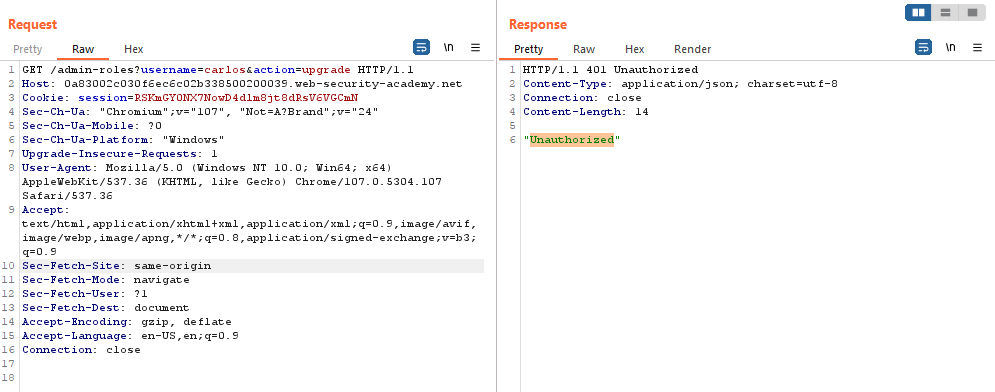 Request
Pretty Raw Hex
\n
1 GET /admin-roles?username=carlos&action=upgrade HTTP/1.1
2 Host: 0a83002c030f6ec6c02b338500200039.web-security-academy.net
3 Cookie: session=RSKmGY0NX7NowD4dlm8jt8dRsV6VGCmN
4 Sec-Ch-Ua: "Chromium";v="107", "Not=A?Brand";v="24"
5 Sec-Ch-Ua-Mobile: ?0
6 Sec-Ch-Ua-Platform: "Windows"
7 Upgrade-Insecure-Requests: 1
8 User-Agent: Mozilla/5.0 (Windows NT 10.0; Win64; x64)
AppleWebKit/537.36 (KHTML, like Gecko) Chrome/107.0.5304.107
Safari/537.36
9 Accept:
text/html,application/xhtml+xml,application/xml;q=0.9,image/avif,
image/webp,image/apng,*/*;q=0.8,application/signed-exchange;v=b3;
q=0.9
10 Sec-Fetch-Site: same-origin
11 Sec-Fetch-Mode: navigate
12 Sec-Fetch-User: ?1
13 Sec-Fetch-Dest: document
14 Accept-Encoding: gzip, deflate
15 Accept-Language: en-US,en;q=0.9
16 Connection: close
17
18
Response
Pretty Raw Hex Render
\n
1 HTTP/1.1 401 Unauthorized
2 Content-Type: application/json; charset=utf-8
3 Connection: close
4 Content-Length: 14
5
6 "Unauthorized"